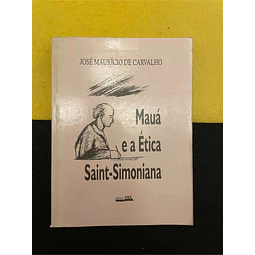 JOSÉ MAURÍCIO DE CARVALHO
Mauá
e a Ética
Saint-Simoniana